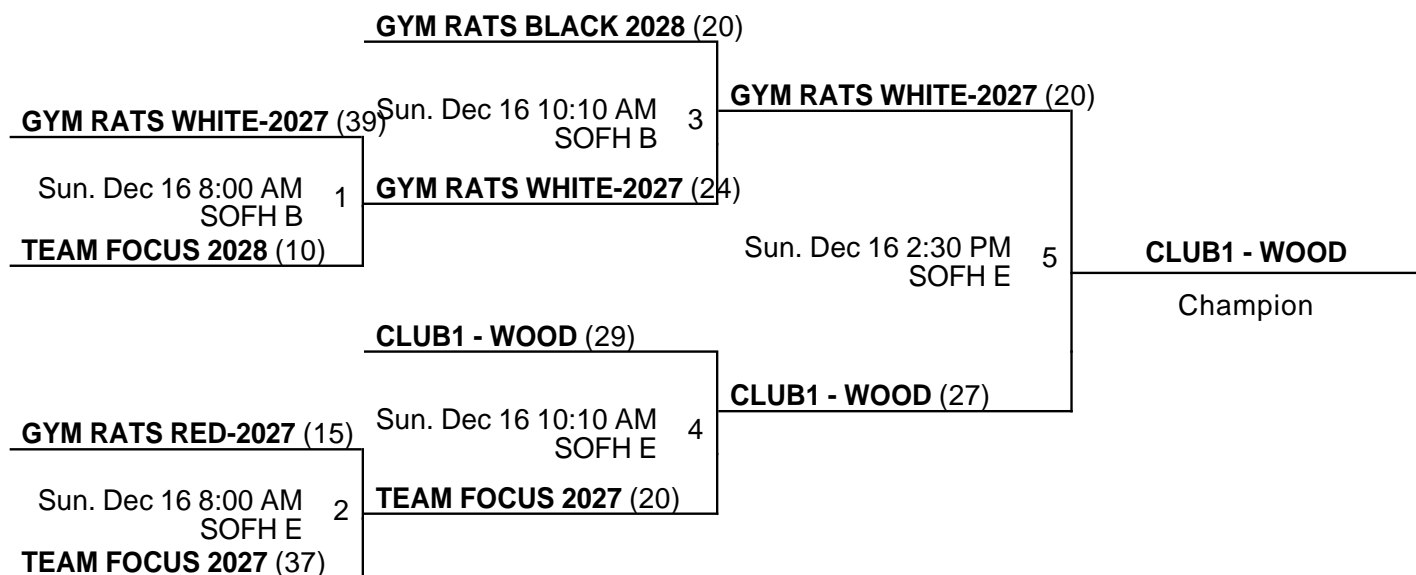 GYM RATS BLACK 2028 (20)
Sun. Dec 16 10:10 AM
SOFH B
3
GYM RATS WHITE-2027 (20)
GYM RATS WHITE-2027 (39)
Sun. Dec 16 8:00 AM
SOFH B
1
GYM RATS WHITE-2027 (24)
TEAM FOCUS 2028 (10)
Sun. Dec 16 2:30 PM
SOFH E
5
CLUB1 - WOOD
Champion
CLUB1 - WOOD (29)
Sun. Dec 16 10:10 AM
SOFH E
4
CLUB1 - WOOD (27)
GYM RATS RED-2027 (15)
Sun. Dec 16 8:00 AM
SOFH E
2
TEAM FOCUS 2027 (20)
TEAM FOCUS 2027 (37)